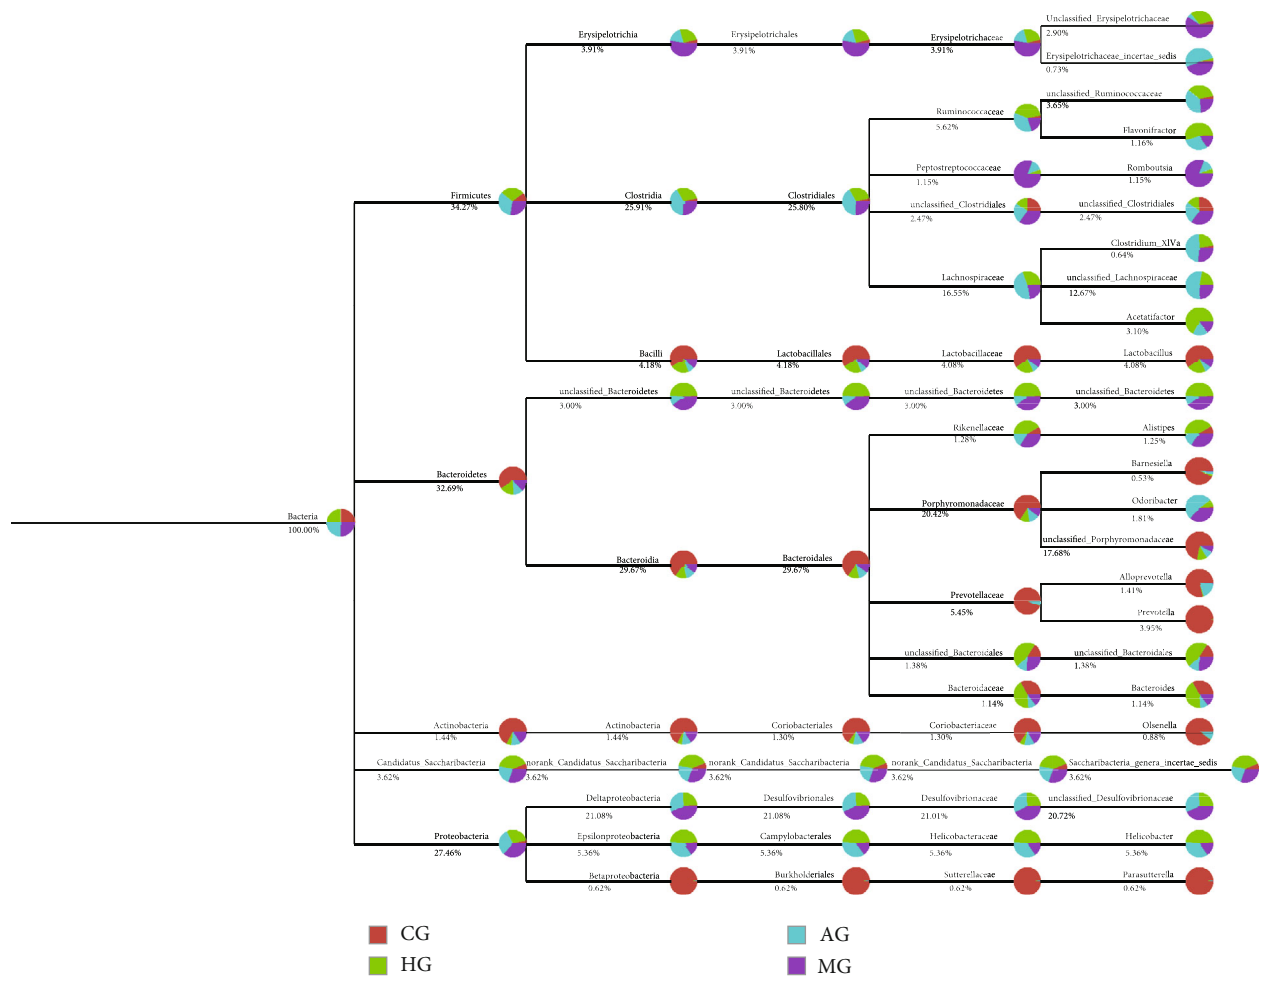 Unclassified_Erysipelotrichaceae
2.90%
Erysipelotrichia
3.91%
Erysipelotrichales
3.91%
Erysipelotrichaceae
3.91%
Erysipelotrichaceae_incertae_sedis
0.73%
unclassified_Ruminococcaceae
3.65%
Ruminococcaceae
5.62%
Flavonifractor
1.16%
Peptostreptococcaceae
1.15%
Romboutsia
1.15%
Firmicutes
34.27%
Clostridia
25.91%
Clostridiales
25.80%
unclassified_Clostridiales
2.47%
unclassified_Clostridiales
2.47%
Clostridium_XlVa
0.64%
Lachnospiraceae
16.55%
unclassified_Lachnospiraceae
12.67%
Acetatifactor
3.10%
Bacilli
4.18%
Lactobacillales
4.18%
Lactobacillaceae
4.08%
Lactobacillus
4.08%
unclassified_Bacteroidetes
3.00%
unclassified_Bacteroidetes
3.00%
unclassified_Bacteroidetes
3.00%
unclassified_Bacteroidetes
3.00%
Rikenellaceae
1.28%
Alistipes
1.25%
Bacteroidetes
32.69%
Barnesiella
0.53%
Porphyromonadaceae
20.42%
Odoribacter
1.81%
Bacteria
100.00%
unclassified_Porphyromonadaceae
17.68%
Bacteroidia
29.67%
Bacteroidales
29.67%
Alloprevotella
1.41%
Prevotellaceae
5.45%
Prevotella
3.95%
unclassified_Bacteroidales
1.38%
unclassified_Bacteroidales
1.38%
Bacteroidaceae
1.14%
Bacteroides
1.14%
Actinobacteria
1.44%
Actinobacteria
1.44%
Coriobacteriales
1.30%
Coriobacteriaceae
1.30%
Olsenella
0.88%
Candidatus_Saccharibacteria
3.62%
norank_Candidatus_Saccharibacteria
3.62%
norank_Candidatus_Saccharibacteria
3.62%
norank_Candidatus_Saccharibacteria
3.62%
Saccharibacteria_genera_incertae_sedis
3.62%
Deltaproteobacteria
21.08%
Desulfovibrionales
21.08%
Desulfovibrionaceae
21.01%
unclassified_Desulfovibrionaceae
20.72%
Proteobacteria
27.46%
Epsilonproteobacteria
5.36%
Campylobacterales
5.36%
Helicobacteraceae
5.36%
Helicobacter
5.36%
Betaproteobacteria
0.62%
Burkholderiales
0.62%
Sutterellaceae
0.62%
Parasutterella
0.62%
CG
AG
HG
MG